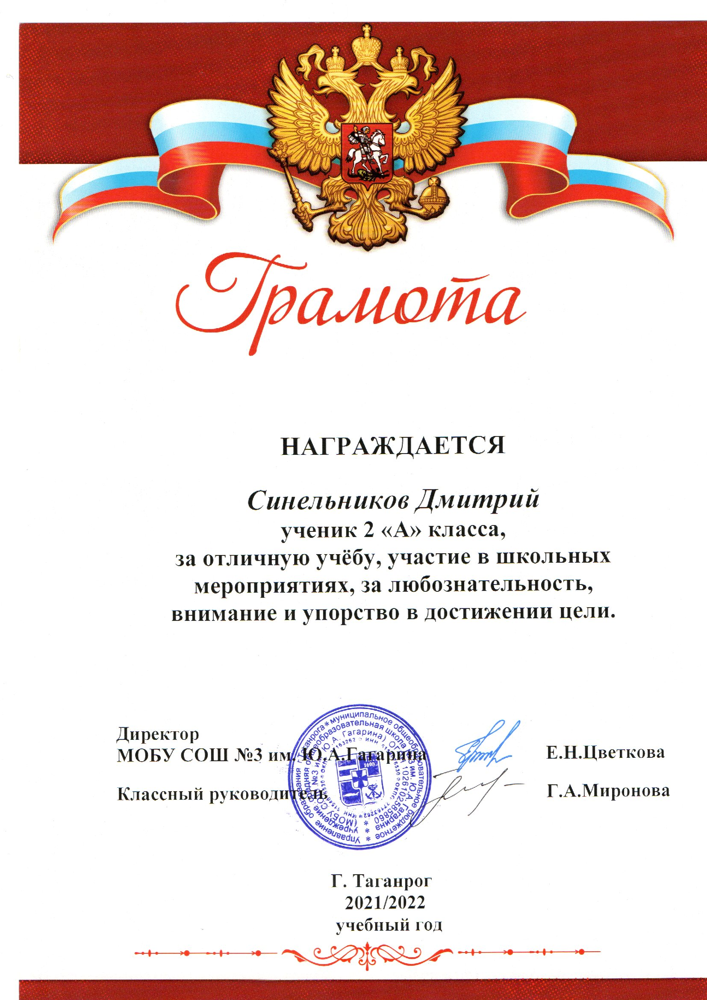 Грамота
НАГРАЖДАЕТСЯ
Синельников Дмитрий
ученик 2 «А» класса,
за отличную учёбу, участие в школьных
мероприятиях, за любознательность,
внимание и упорство в достижении цели.
Директор
МОБУ СОШ №3 им. Ю.А.Гагарина Е.Н.Цветкова
Классный руководитель Г.А.Миронова
Управление образования г. Таганрога * муниципальное общеобразовательное бюджетное *
учреждение средняя общеобразовательная школа №3 им. Ю.А. Гагарина *
(МОБУ СОШ №3 им. Ю.А. Гагарина) ОГРН 1026102585860 *
1698
Г. Таганрог
2021/2022
учебный год